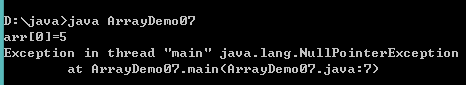 D:\java>java ArrayDemo07
arr[0]=5
Exception in thread "main" java.lang.NullPointerException
at ArrayDemo07.main(ArrayDemo07.java:7)